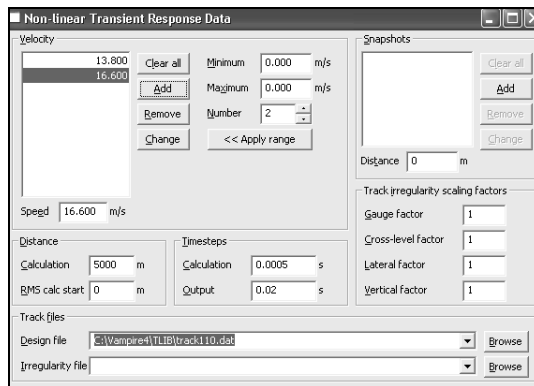 Non-linear Transient Response Data
Velocity
13.800
16.600
Clear all
Add
Remove
Change
Minimum 0.000 m/s
Maximum 0.000 m/s
Number 2
<< Apply range
Speed 16.600 m/s
Snapshots
Clear all
Add
Remove
Change
Distance 0 m
Track irregularity scaling factors
Gauge factor 1
Cross-level factor 1
Lateral factor 1
Vertical factor 1
Distance
Calculation 5000 m
RMS calc start 0 m
Timesteps
Calculation 0.0005 s
Output 0.02 s
Track files
Design file C:\Vampire4\TLIB\track110.dat Browse
Irregularity file Browse